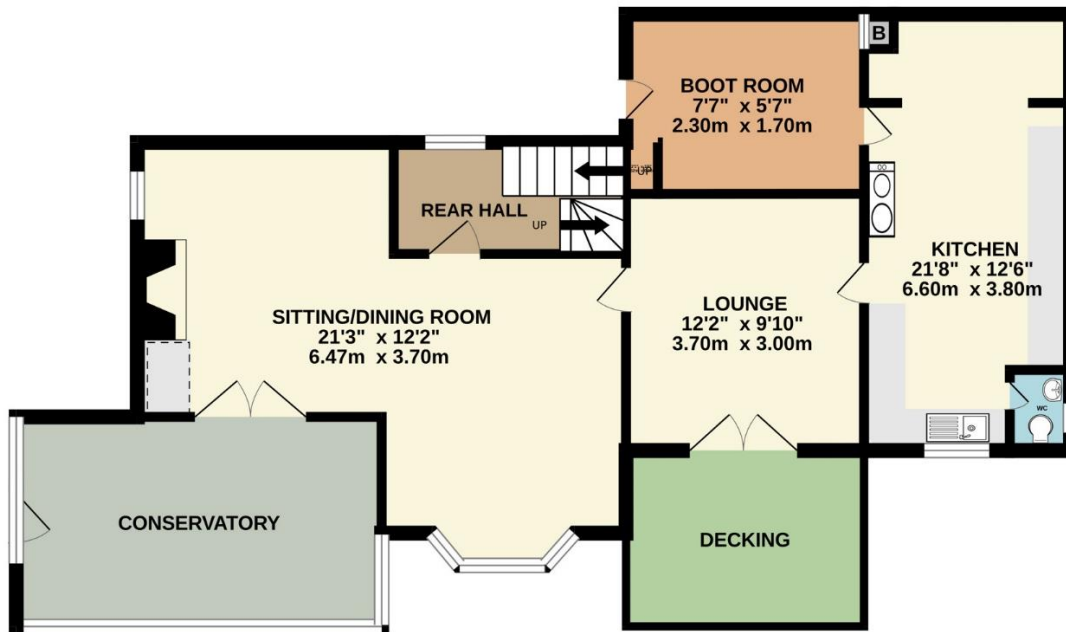 B
BOOT ROOM
7'7" x 5'7"
2.30m x 1.70m
UP
REAR HALL
UP
KITCHEN
21'8" x 12'6"
6.60m x 3.80m
SITTING/DINING ROOM
21'3" x 12'2"
6.47m x 3.70m
LOUNGE
12'2" x 9'10"
3.70m x 3.00m
WC
CONSERVATORY
DECKING